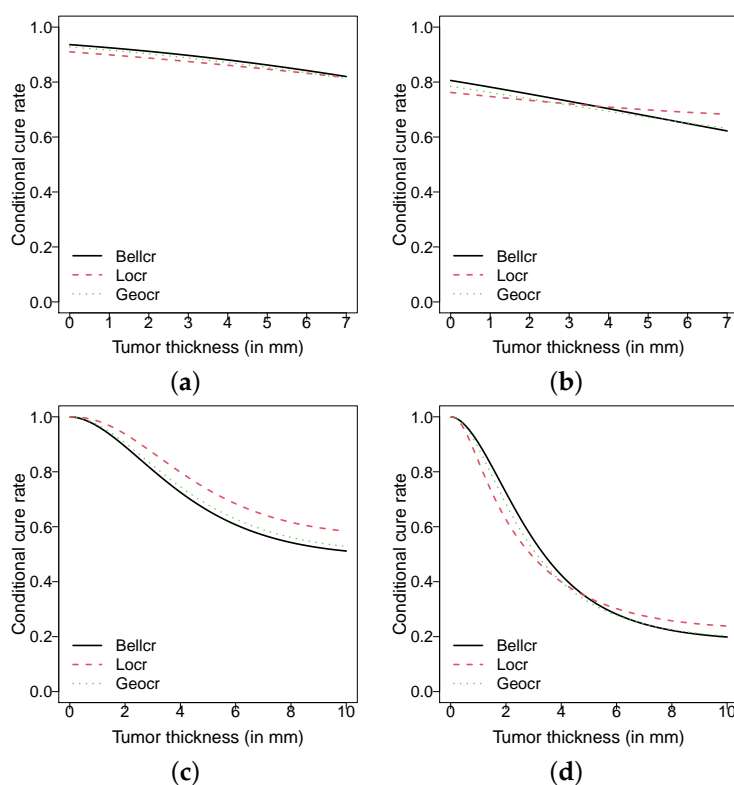 Conditional cure rate
1.0
0.8
0.6
0.4
0.2
0.0
Bellcr
Locr
Geocr
0 1 2 3 4 5 6 7
Tumor thickness (in mm)
(a)
Conditional cure rate
1.0
0.8
0.6
0.4
0.2
0.0
Bellcr
Locr
Geocr
0 1 2 3 4 5 6 7
Tumor thickness (in mm)
(b)
Conditional cure rate
1.0
0.8
0.6
0.4
0.2
0.0
Bellcr
Locr
Geocr
0 2 4 6 8 10
Tumor thickness (in mm)
(c)
Conditional cure rate
1.0
0.8
0.6
0.4
0.2
0.0
Bellcr
Locr
Geocr
0 2 4 6 8 10
Tumor thickness (in mm)
(d)